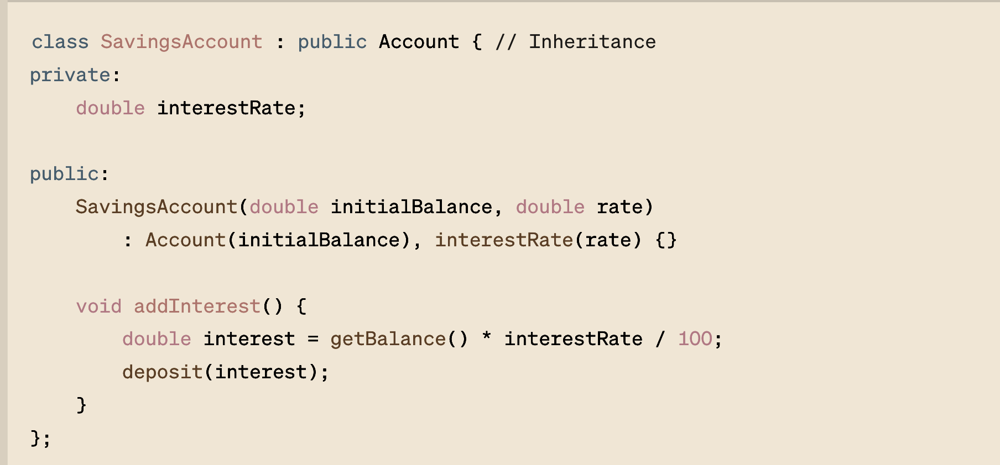 class SavingsAccount : public Account { // Inheritance
private:
    double interestRate;

public:
    SavingsAccount(double initialBalance, double rate)
        : Account(initialBalance), interestRate(rate) {}

    void addInterest() {
        double interest = getBalance() * interestRate / 100;
        deposit(interest);
    }
};